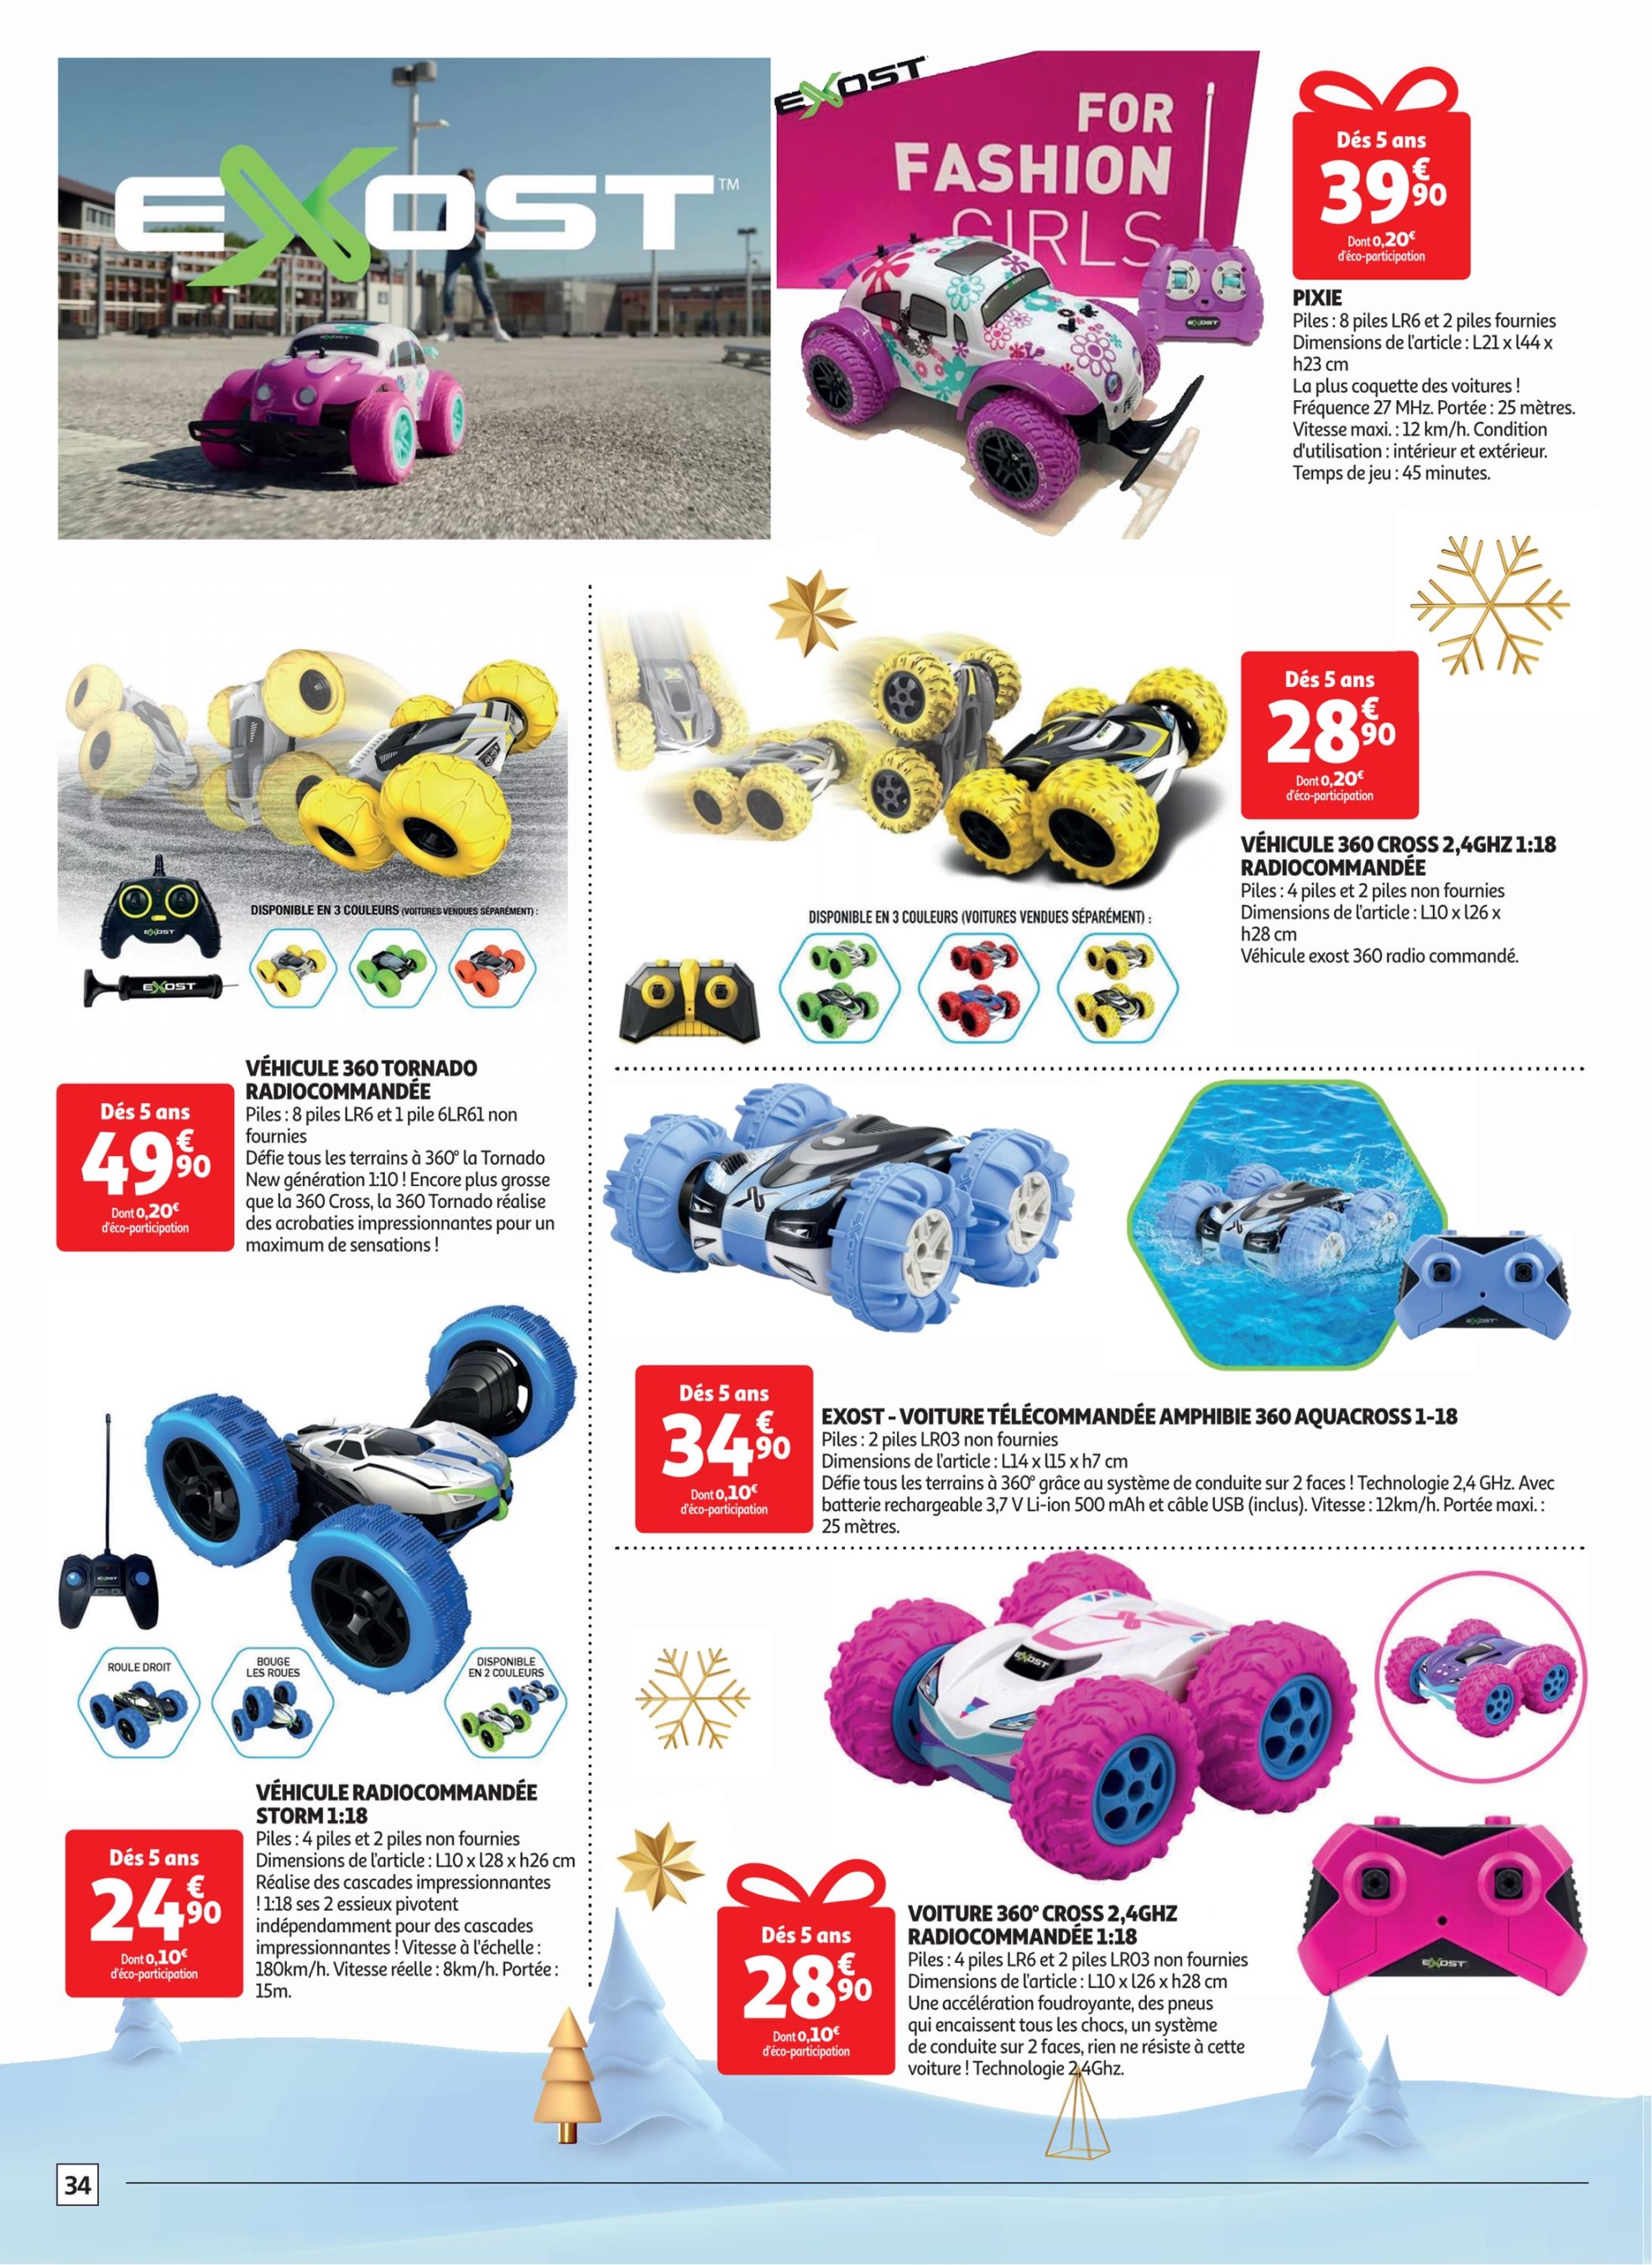 EXOST™
EXOST
FOR
FASHION
GIRLS
EXOST
Dés 5 ans
39€90
Dont 0,20€
d'éco-participation
PIXIE
Piles : 8 piles LR6 et 2 piles fournies
Dimensions de l'article : L21 x l44 x
h23 cm
La plus coquette des voitures !
Fréquence 27 MHz. Portée : 25 mètres.
Vitesse maxi. : 12 km/h. Condition
d'utilisation : intérieur et extérieur.
Temps de jeu : 45 minutes.
EXOST
EXOST
DISPONIBLE EN 3 COULEURS (VOITURES VENDUES SÉPARÉMENT) :
VÉHICULE 360 TORNADO
RADIOCOMMANDÉE
Piles : 8 piles LR6 et 1 pile 6LR61 non
fournies
Défie tous les terrains à 360° la Tornado
New génération 1:10 ! Encore plus grosse
que la 360 Cross, la 360 Tornado réalise
des acrobaties impressionnantes pour un
maximum de sensations !
Dés 5 ans
49€90
Dont 0,20€
d'éco-participation
DISPONIBLE EN 3 COULEURS (VOITURES VENDUES SÉPARÉMENT) :
Dés 5 ans
28€90
Dont 0,20€
d'éco-participation
VÉHICULE 360 CROSS 2,4GHZ 1:18
RADIOCOMMANDÉE
Piles : 4 piles et 2 piles non fournies
Dimensions de l'article : L10 x l26 x
h28 cm
Véhicule exost 360 radio commandé.
EXOST
Dés 5 ans
34€90
Dont 0,10€
d'éco-participation
EXOST - VOITURE TÉLÉCOMMANDÉE AMPHIBIE 360 AQUACROSS 1-18
Piles : 2 piles LR03 non fournies
Dimensions de l'article : L14 x l15 x h7 cm
Défie tous les terrains à 360° grâce au système de conduite sur 2 faces ! Technologie 2,4 GHz. Avec
batterie rechargeable 3,7 V Li-ion 500 mAh et câble USB (inclus). Vitesse : 12km/h. Portée maxi. :
25 mètres.
EXOST
ROULE DROIT
BOUGE
LES ROUES
DISPONIBLE
EN 2 COULEURS
VÉHICULE RADIOCOMMANDÉE
STORM 1:18
Piles : 4 piles et 2 piles non fournies
Dimensions de l'article : L10 x l28 x h26 cm
Réalise des cascades impressionnantes
! 1:18 ses 2 essieux pivotent
indépendamment pour des cascades
impressionnantes ! Vitesse à l'échelle :
180km/h. Vitesse réelle : 8km/h. Portée :
15m.
Dés 5 ans
24€90
Dont 0,10€
d'éco-participation
EXOST
EXOST
Dés 5 ans
28€90
Dont 0,10€
d'éco-participation
VOITURE 360° CROSS 2,4GHZ
RADIOCOMMANDÉE 1:18
Piles : 4 piles LR6 et 2 piles LR03 non fournies
Dimensions de l'article : L10 x l26 x h28 cm
Une accélération foudroyante, des pneus
qui encaissent tous les chocs, un système
de conduite sur 2 faces, rien ne résiste à cette
voiture ! Technologie 2,4Ghz.
34